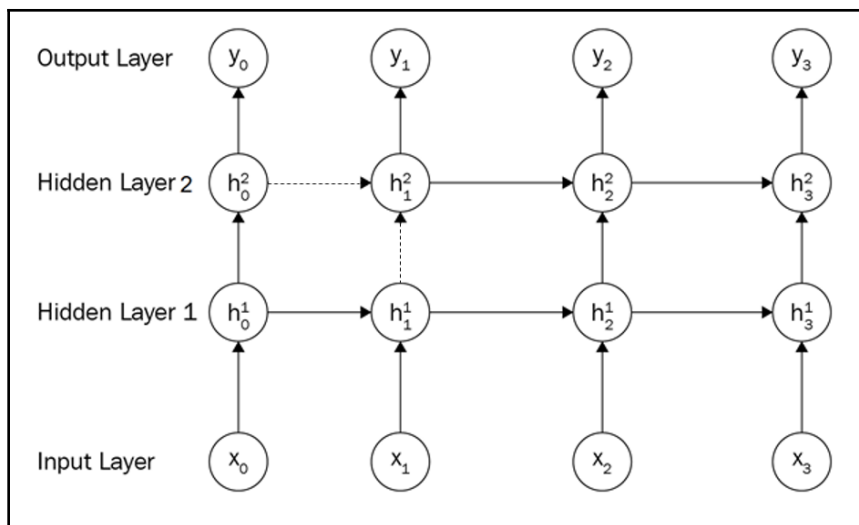 Output Layer y₀ y₁ y₂ y₃
Hidden Layer 2 h²₀ h²₁ h²₂ h²₃
Hidden Layer 1 h¹₀ h¹₁ h¹₂ h¹₃
Input Layer x₀ x₁ x₂ x₃